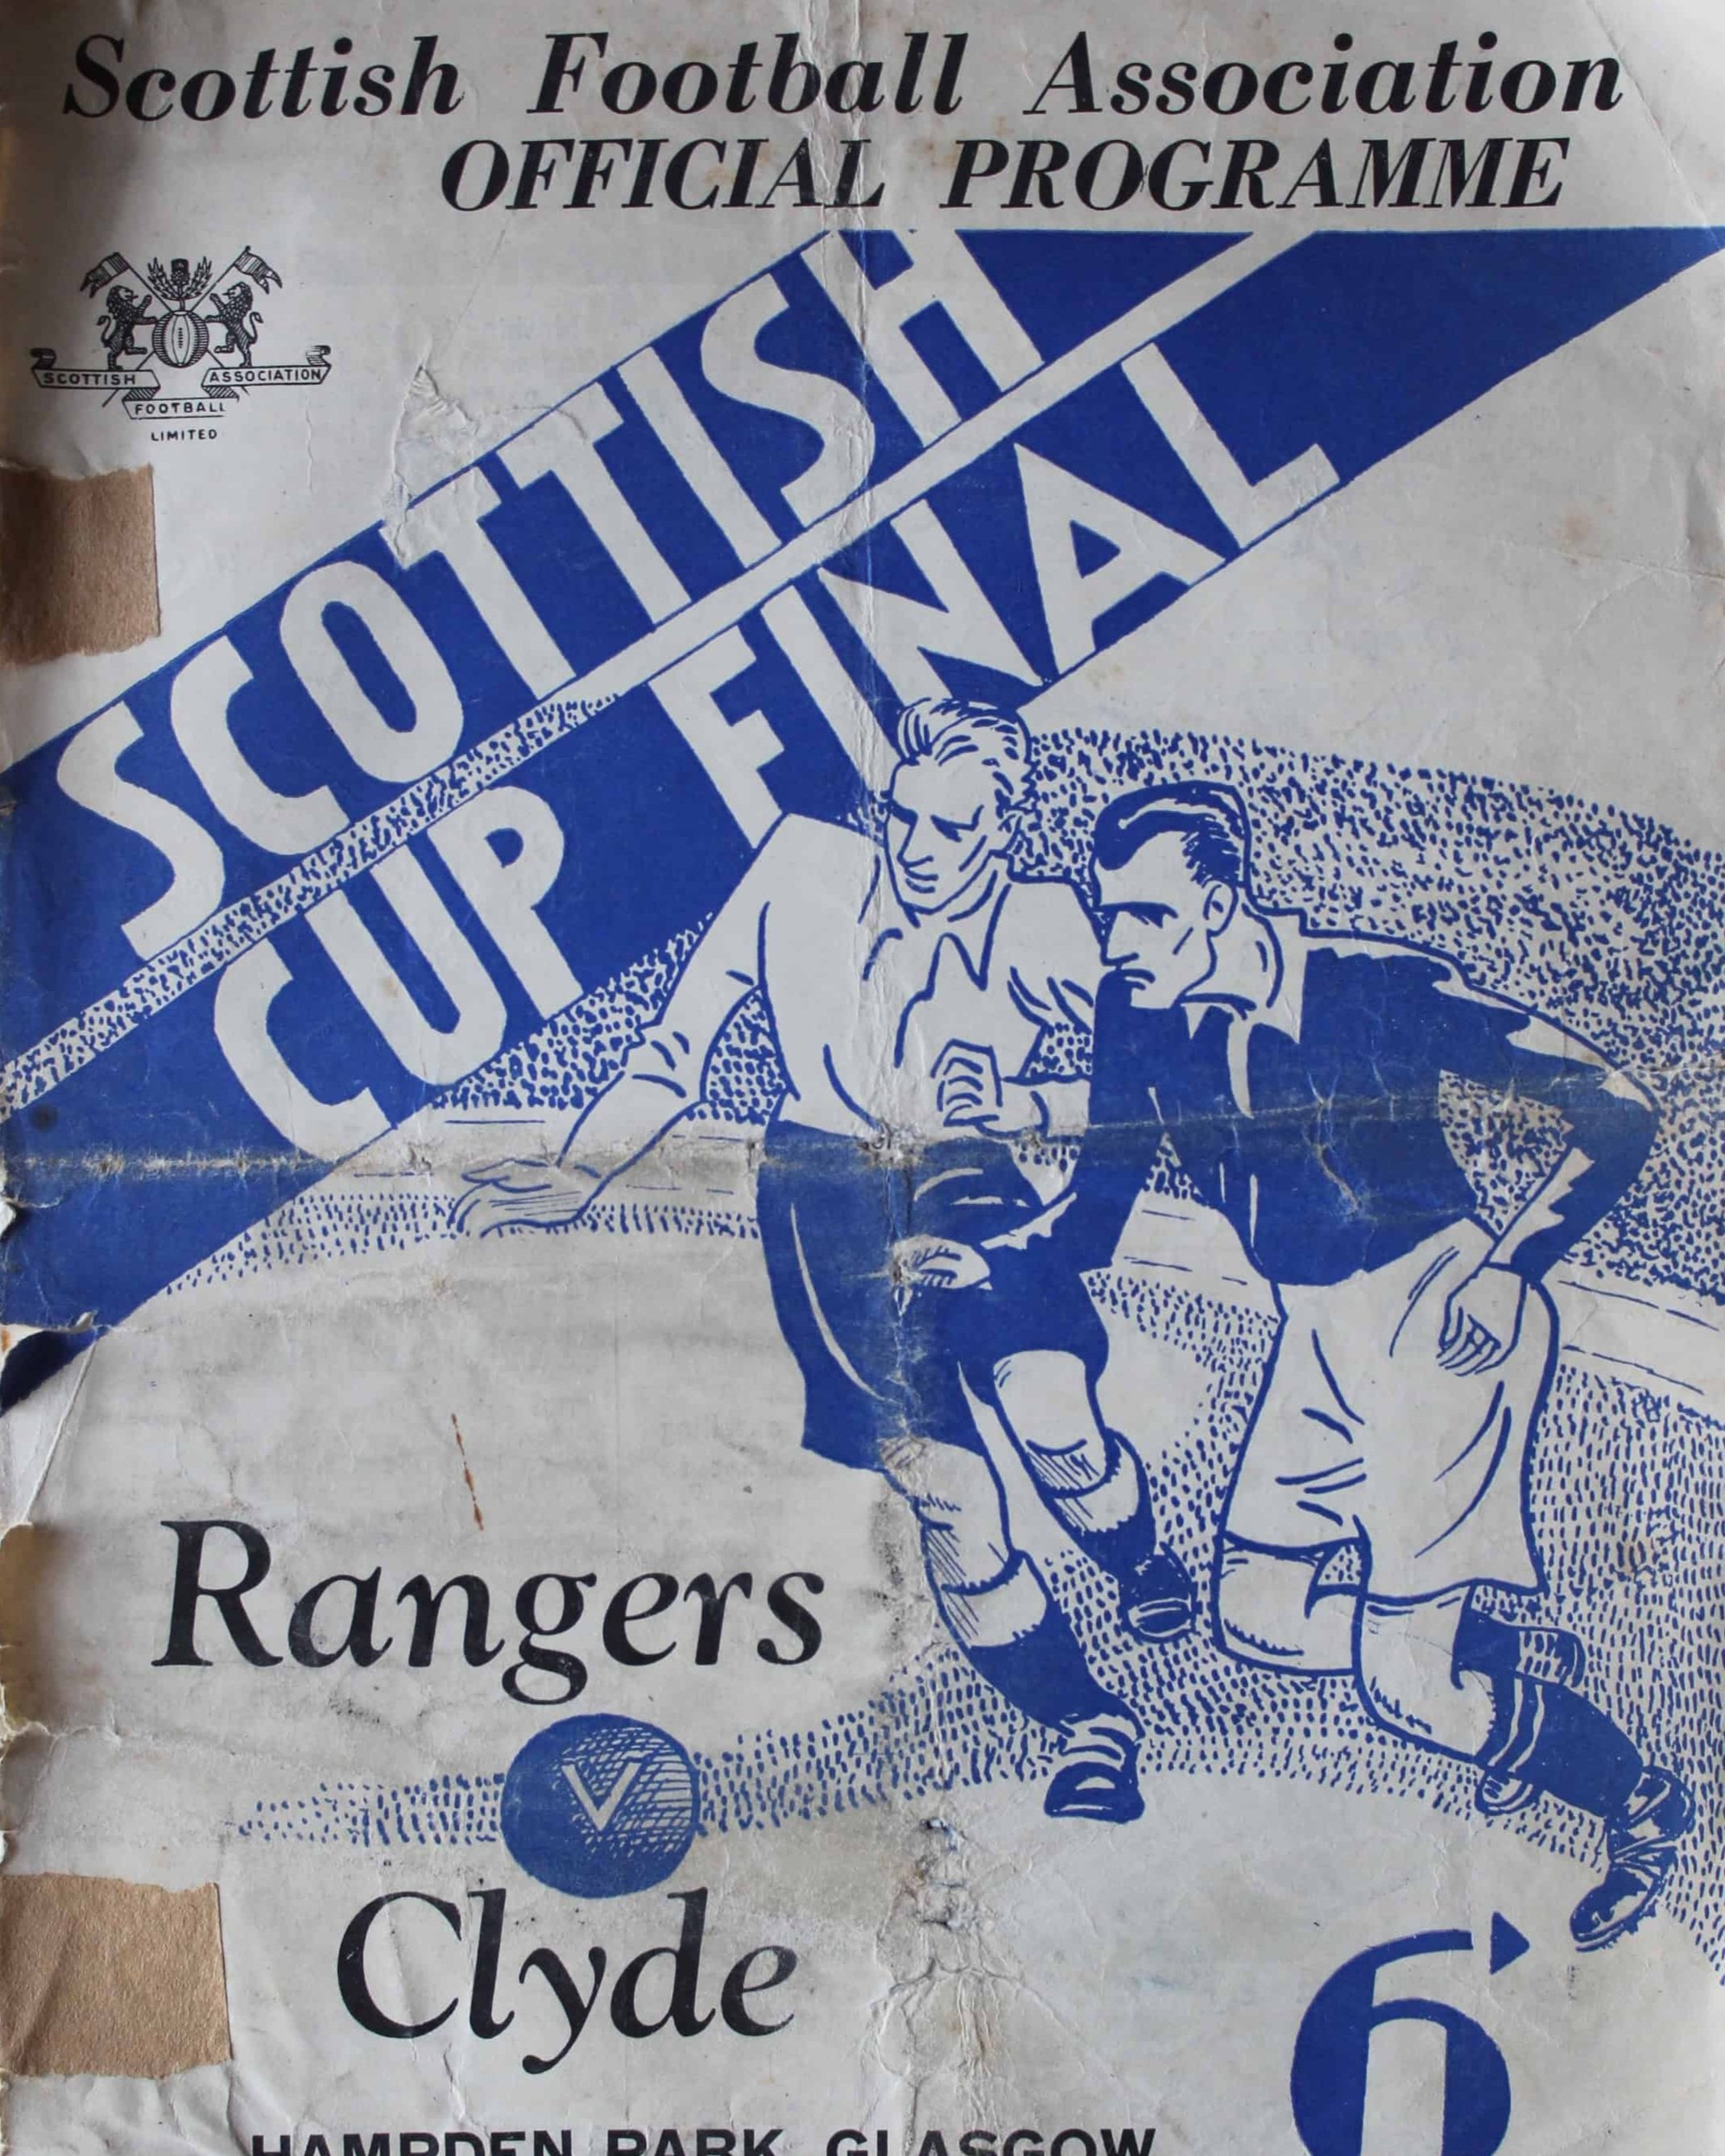 Scottish Football Association
OFFICIAL PROGRAMME
SCOTTISH ASSOCIATION
FOOTBALL
LIMITED
SCOTTISH
CUP FINAL
Rangers
V
Clyde
6
HAMPDEN PARK GLASGOW